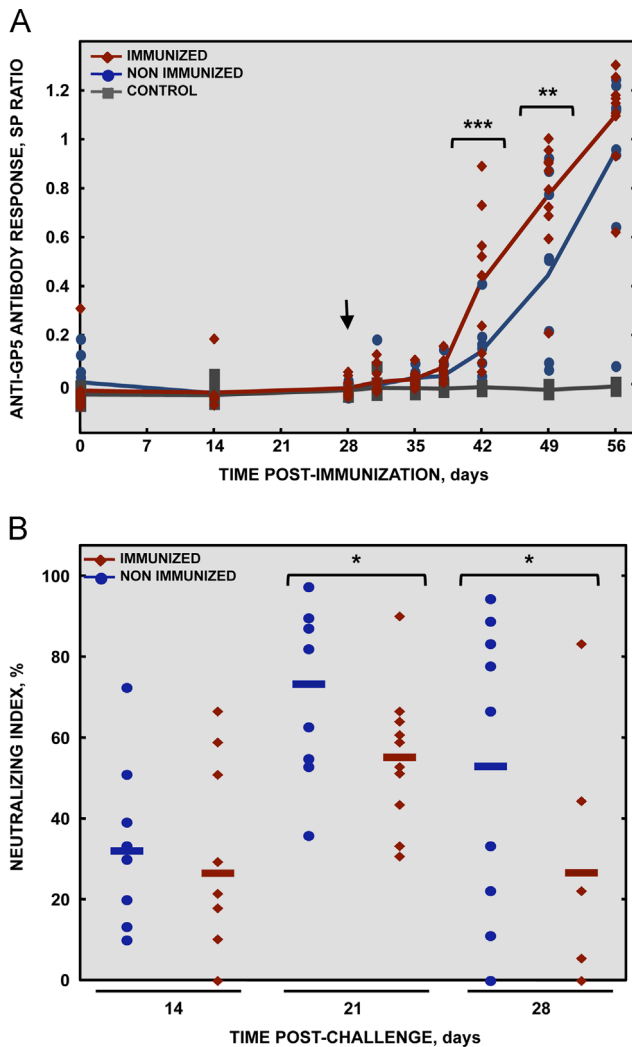 A
IMMUNIZED
NON IMMUNIZED
CONTROL
*** **
ANTI-GP5 ANTIBODY RESPONSE, SP RATIO
1.2
1
0.8
0.6
0.4
0.2
0
0 7 14 21 28 35 42 49 56
TIME POST-IMMUNIZATION, days
B
IMMUNIZED
NON IMMUNIZED
* *
NEUTRALIZING INDEX, %
100
80
60
40
20
0
14 21 28
TIME POST-CHALLENGE, days